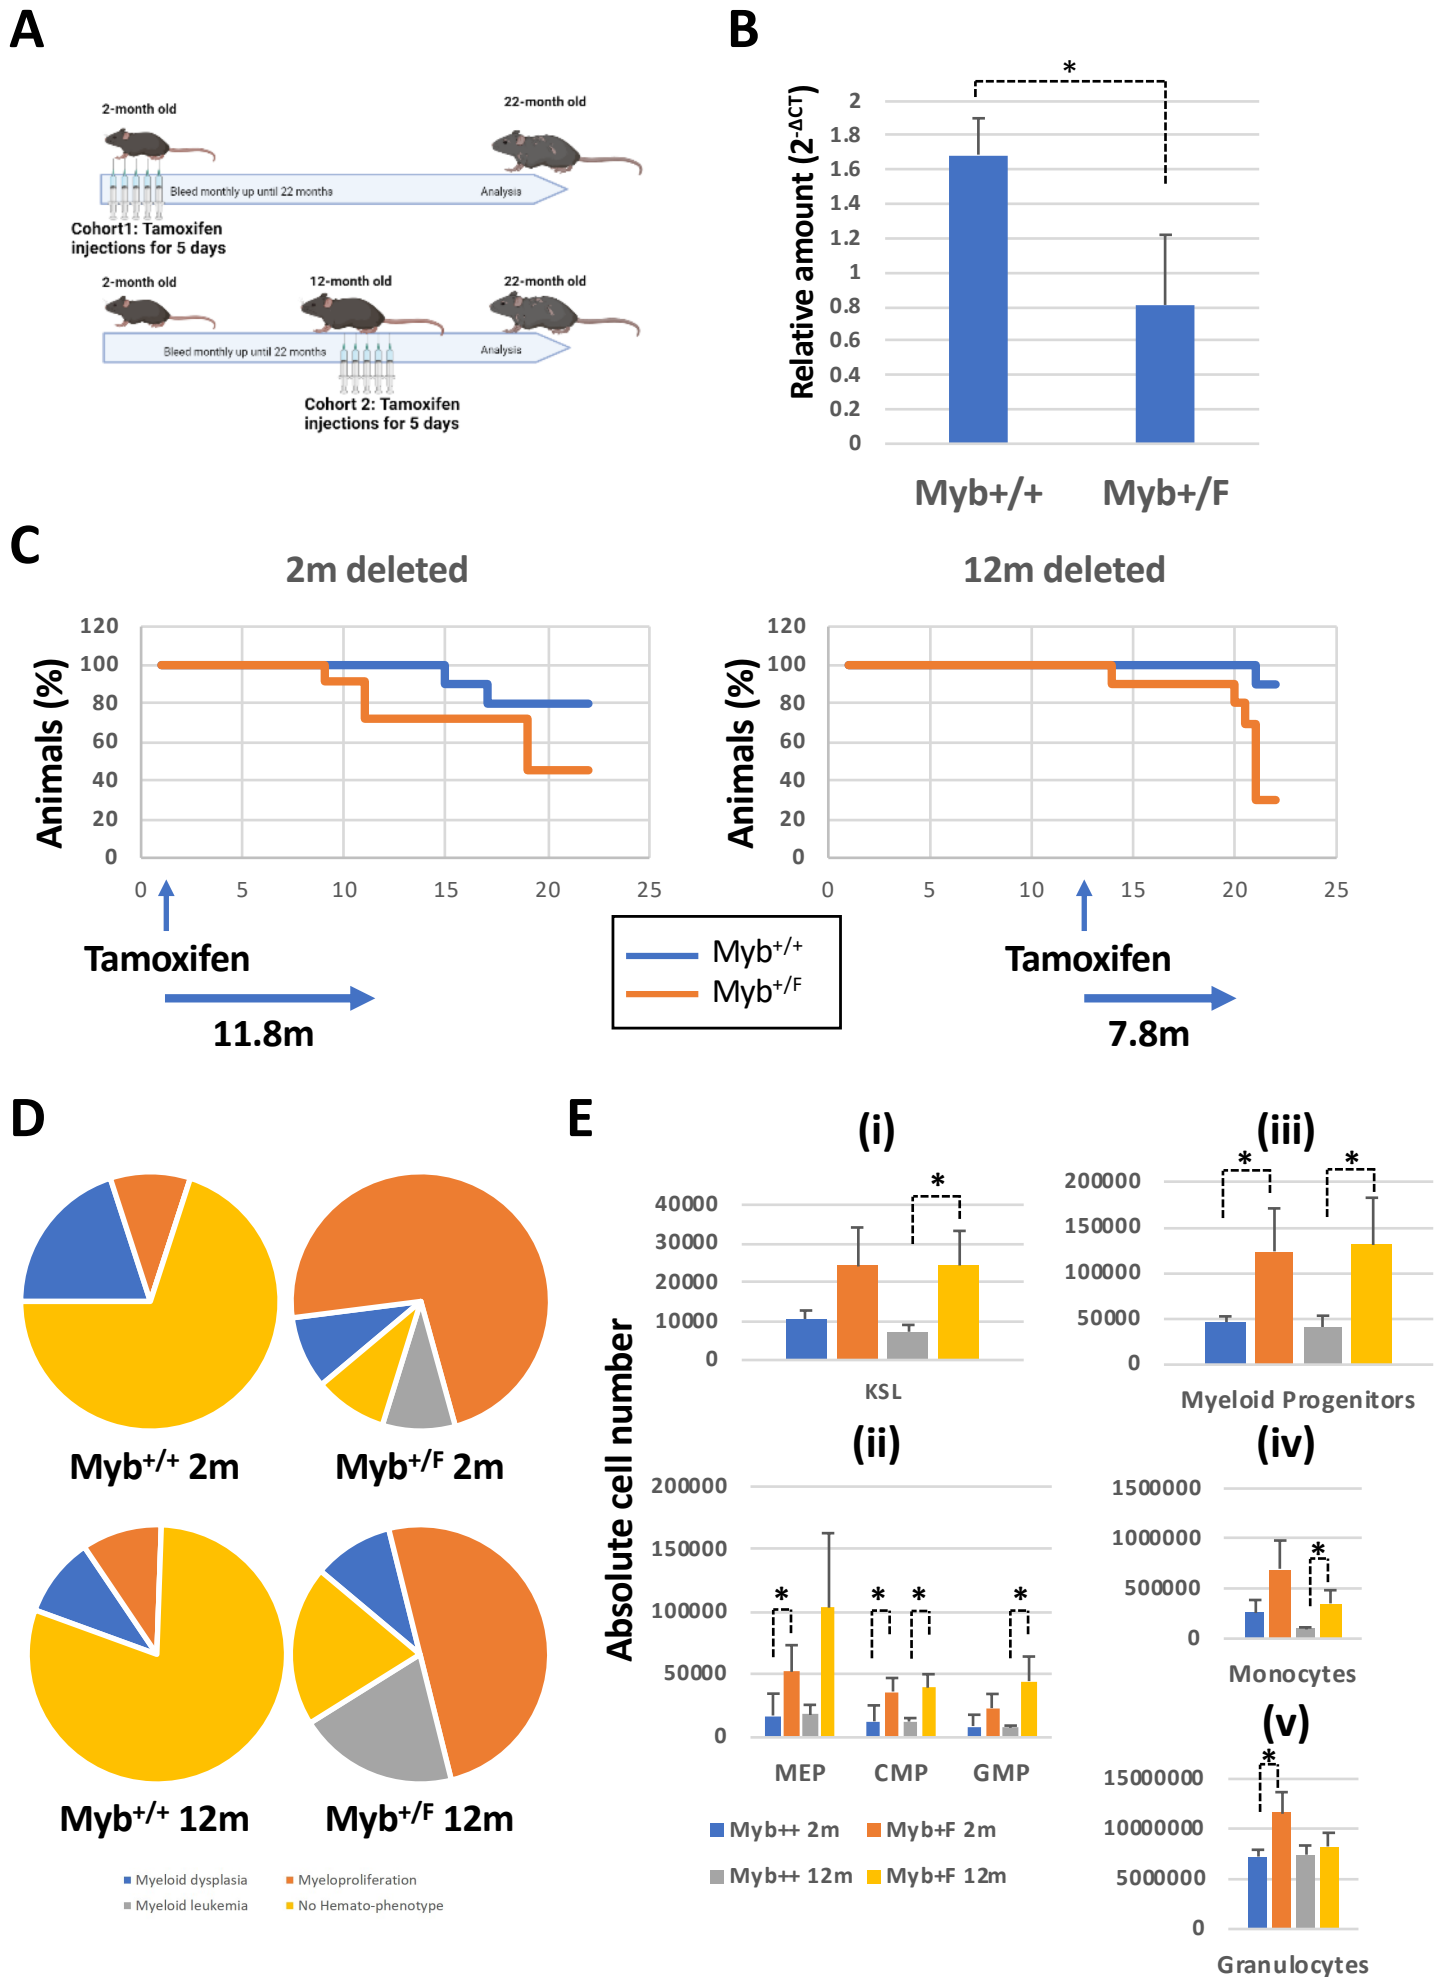 A
2-month old
22-month old
Bleed monthly up until 22 months
Analysis
Cohort1: Tamoxifen
injections for 5 days
2-month old
12-month old
22-month old
Bleed monthly up until 22 months
Analysis
Cohort 2: Tamoxifen
injections for 5 days
B
*
Relative amount (2-ΔCT)
2
1.8
1.6
1.4
1.2
1
0.8
0.6
0.4
0.2
0
Myb+/+
Myb+/F
C
2m deleted
Animals (%)
120
100
80
60
40
20
0
0 5 10 15 20 25
Tamoxifen
11.8m
12m deleted
Animals (%)
120
100
80
60
40
20
0
0 5 10 15 20 25
Tamoxifen
7.8m
Myb+/+
Myb+/F
D
Myb+/+ 2m
Myb+/F 2m
Myb+/+ 12m
Myb+/F 12m
Myeloid dysplasia
Myeloproliferation
Myeloid leukemia
No Hemato-phenotype
E
Absolute cell number
(i)
*
40000
30000
20000
10000
0
KSL
(ii)
200000
150000
100000
50000
0
* * * *
MEP CMP GMP
Myb++ 2m
Myb+F 2m
Myb++ 12m
Myb+F 12m
(iii)
* *
200000
150000
100000
50000
0
Myeloid Progenitors
(iv)
1500000
1000000
500000
0
*
Monocytes
(v)
*
15000000
10000000
5000000
0
Granulocytes